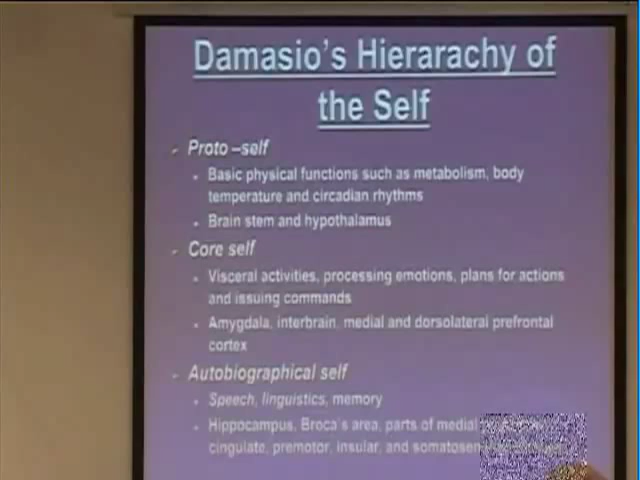 Damasio's Hierarachy of
the Self
Proto –self
Basic physical functions such as metabolism, body
temperature and circadian rhythms
Brain stem and hypothalamus
Core self
Visceral activities, processing emotions, plans for actions
and issuing commands
Amygdala, interbrain, medial and dorsolateral prefrontal
cortex
Autobiographical self
Speech, linguistics, memory
Hippocampus, Broca's area, parts of medial
cingulate, premotor, insular, and